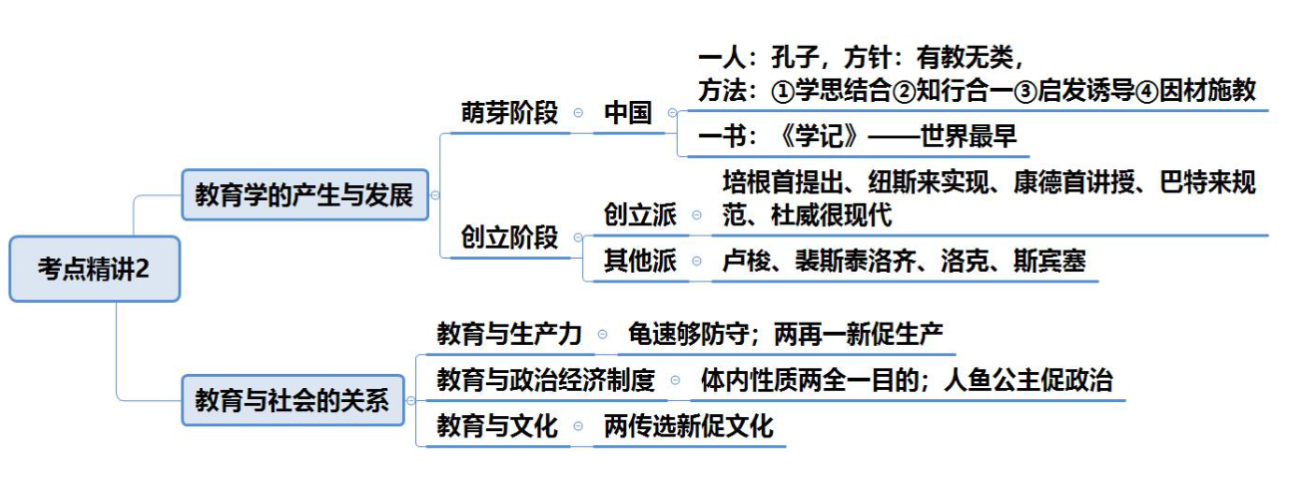 一人：孔子，方针：有教无类，
方法：①学思结合②知行合一③启发诱导④因材施教
萌芽阶段
中国
一书：《学记》——世界最早
教育学的产生与发展
培根首提出、纽斯来实现、康德首讲授、巴特来规
范、杜威很现代
创立派
创立阶段
其他派
卢梭、裴斯泰洛齐、洛克、斯宾塞
考点精讲2
教育与生产力
龟速够防守；两再一新促生产
教育与政治经济制度
体内性质两全一目的；人鱼公主促政治
教育与社会的关系
教育与文化
两传选新促文化